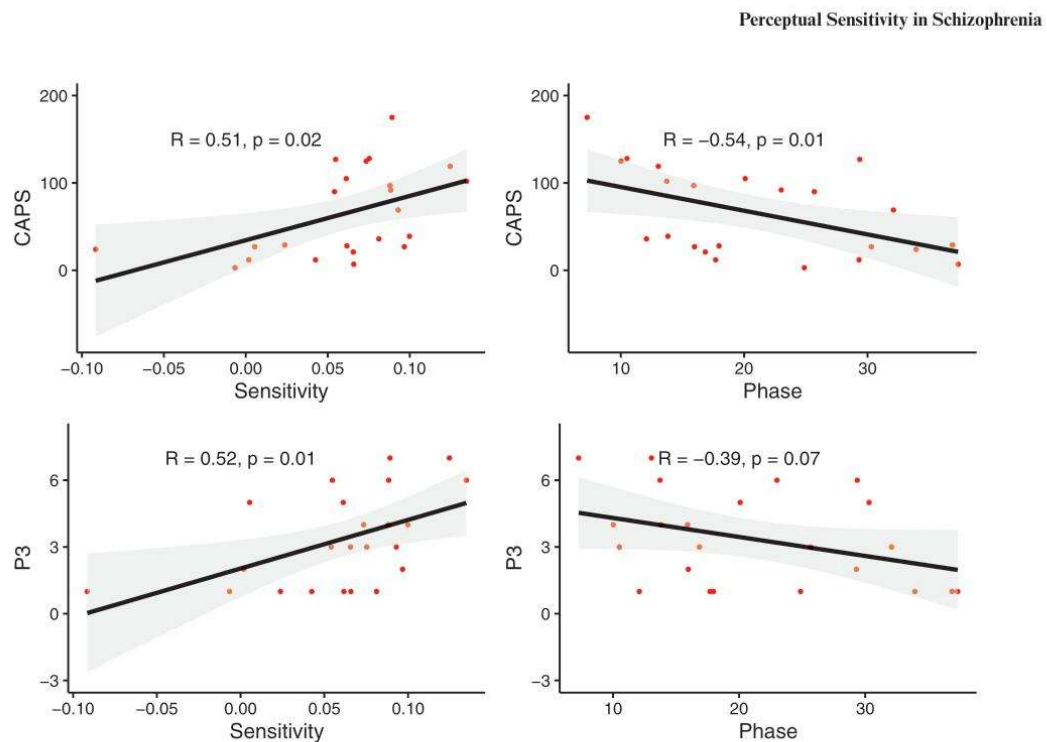 Perceptual Sensitivity in Schizophrenia
200
100
0
CAPS
R = 0.51, p = 0.02
−0.10 −0.05 0.00 0.05 0.10
Sensitivity
200
100
0
CAPS
R = −0.54, p = 0.01
10 20 30
Phase
6
3
0
−3
P3
R = 0.52, p = 0.01
−0.10 −0.05 0.00 0.05 0.10
Sensitivity
6
3
0
−3
P3
R = −0.39, p = 0.07
10 20 30
Phase